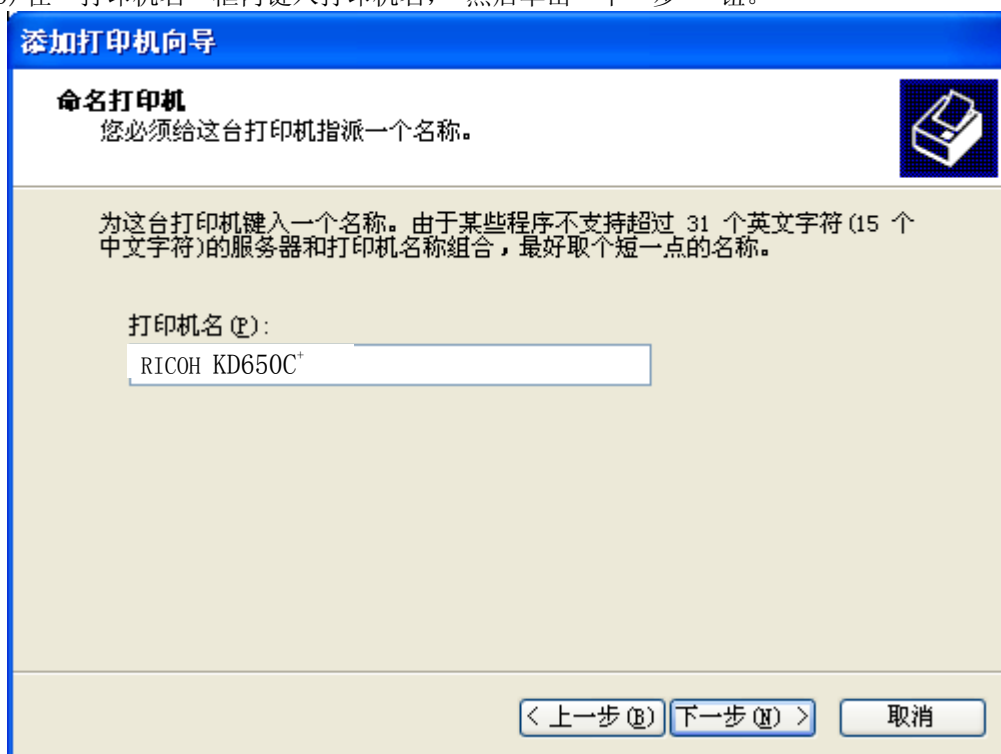 添加打印机向导
命名打印机
您必须给这台打印机指派一个名称。
为这台打印机键入一个名称。由于某些程序不支持超过 31 个英文字符(15 个
中文字符)的服务器和打印机名称组合，最好取个短一点的名称。
打印机名(P):
RICOH KD650C⁺
< 上一步(B) 下一步(N) > 取消